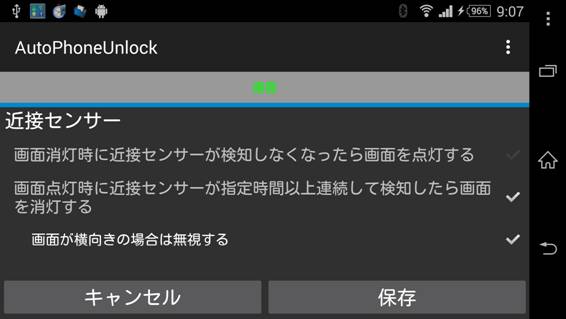 96% 9:07
AutoPhoneUnlock
近接センサー
画面消灯時に近接センサーが検知しなくなったら画面を点灯する
画面点灯時に近接センサーが指定時間以上連続して検知したら画面
を消灯する
画面が横向きの場合は無視する
キャンセル 保存